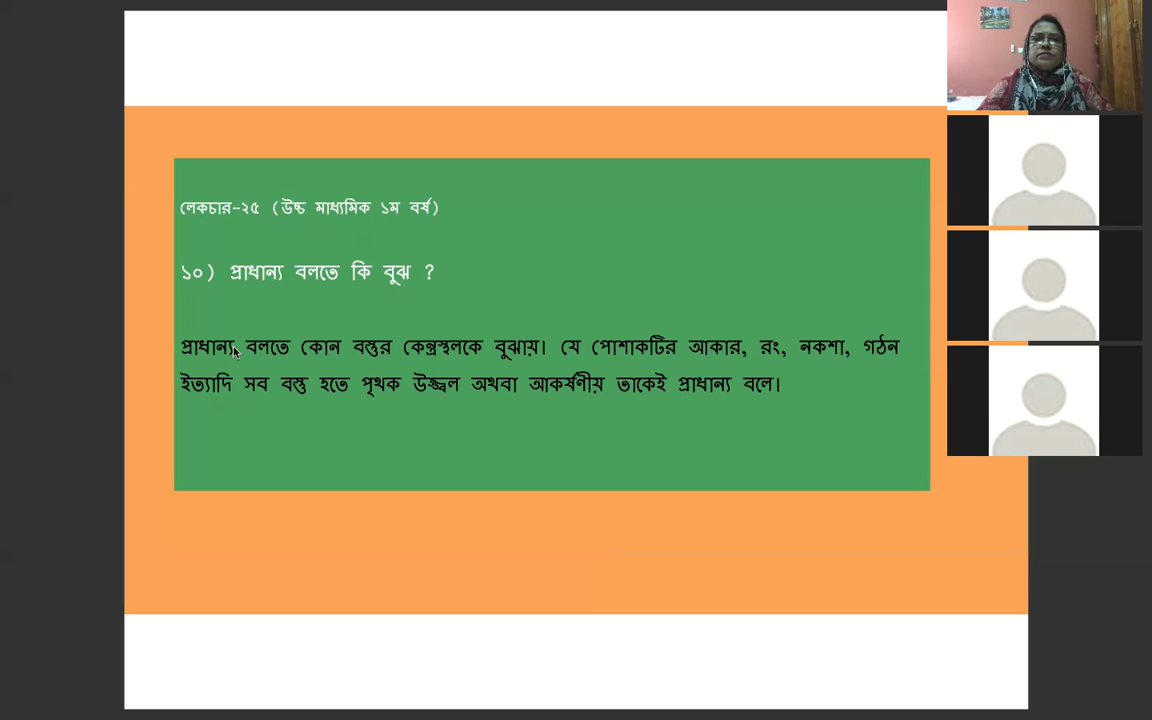 লেকচার-২৫ (উচ্চ মাধ্যমিক ১ম বর্ষ)
১০) প্রাধান্য বলতে কি বুঝ ?
প্রাধান্য বলতে কোন বস্তুর কেন্দ্রস্থলকে বুঝায়। যে পোশাকটির আকার, রং, নকশা, গঠন
ইত্যাদি সব বস্তু হতে পৃথক উজ্জ্বল অথবা আকর্ষণীয় তাকেই প্রাধান্য বলে।